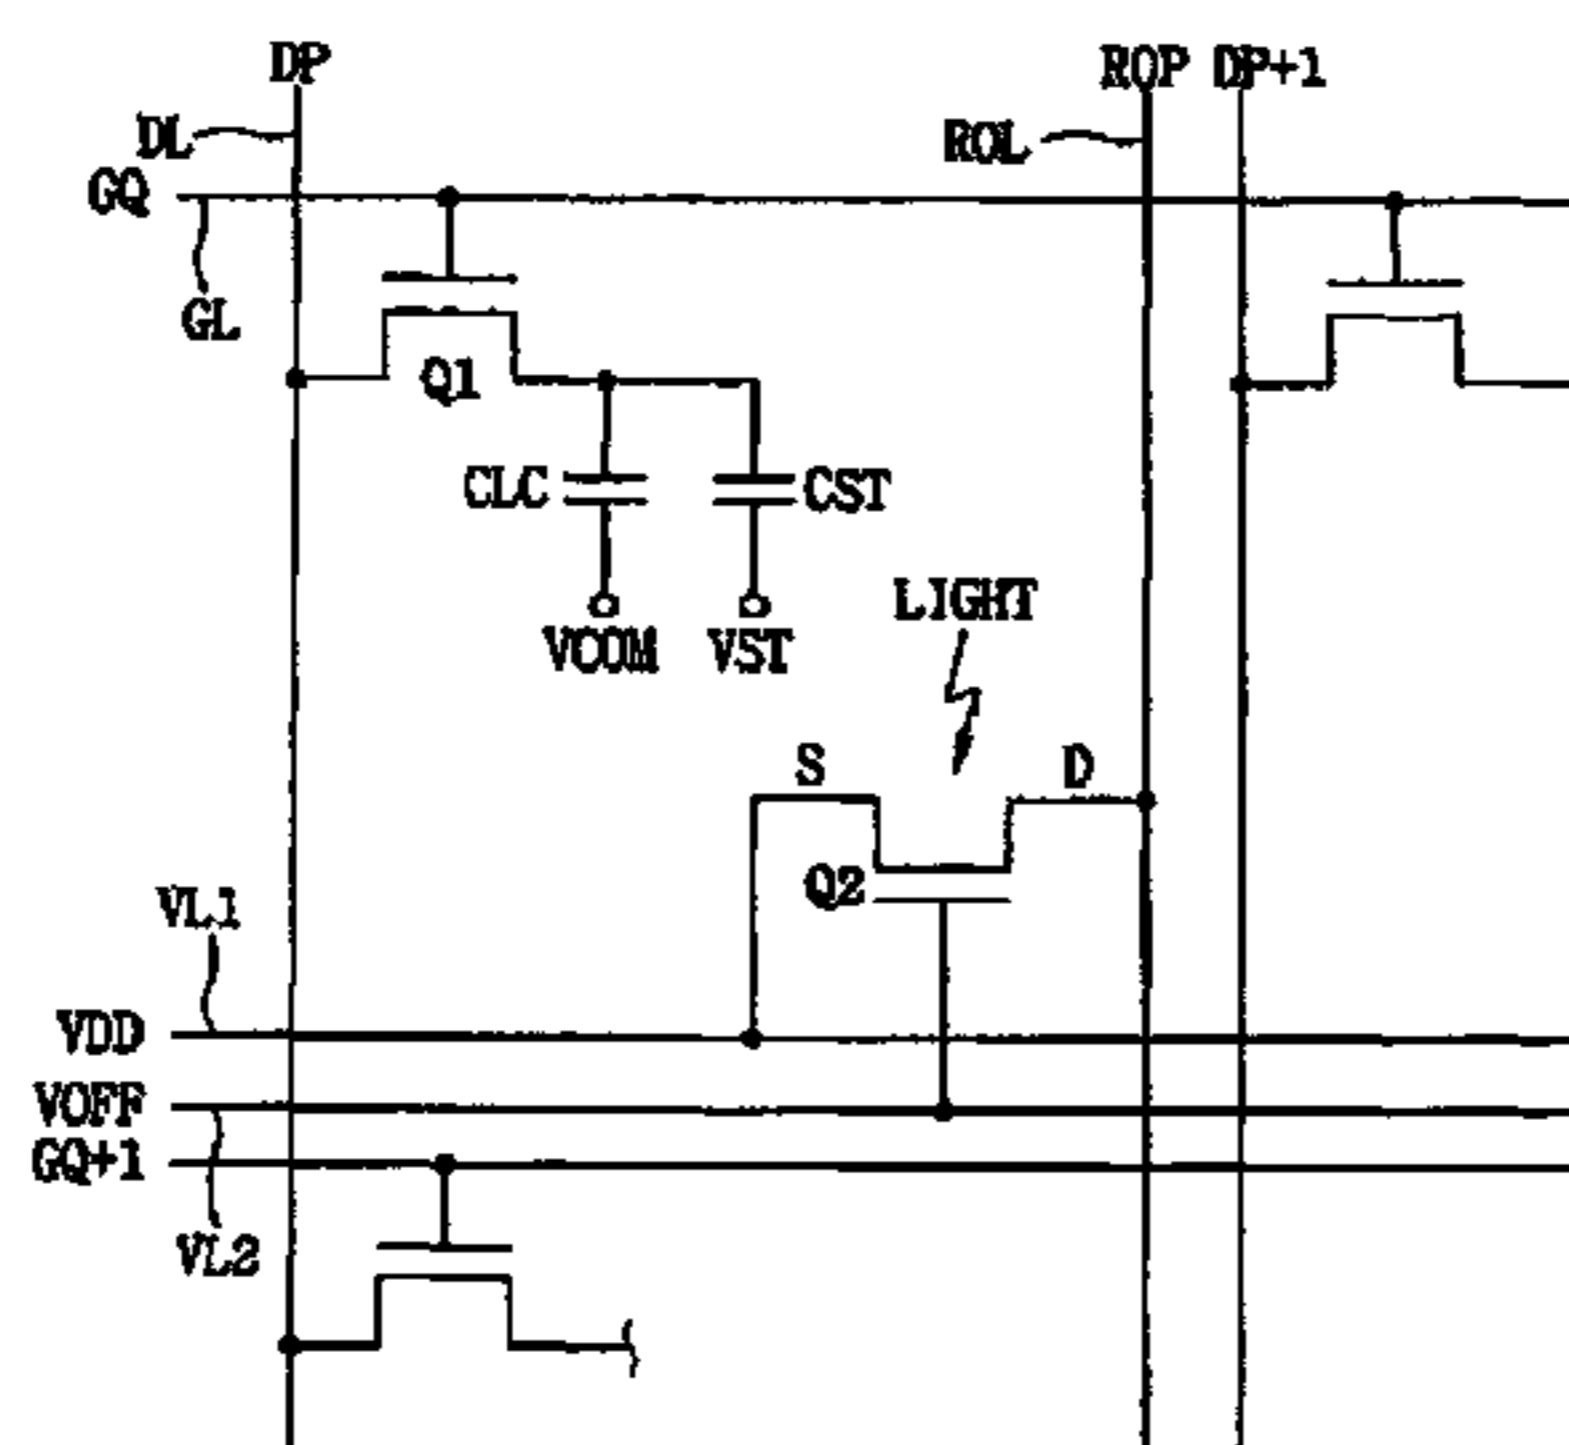 DP
ROP DP+1
DL
ROL
GQ
GL
Q1
CLC
CST
LIGHT
VCOM
VST
S
D
Q2
VL1
VDD
VOFF
GQ+1
VL2